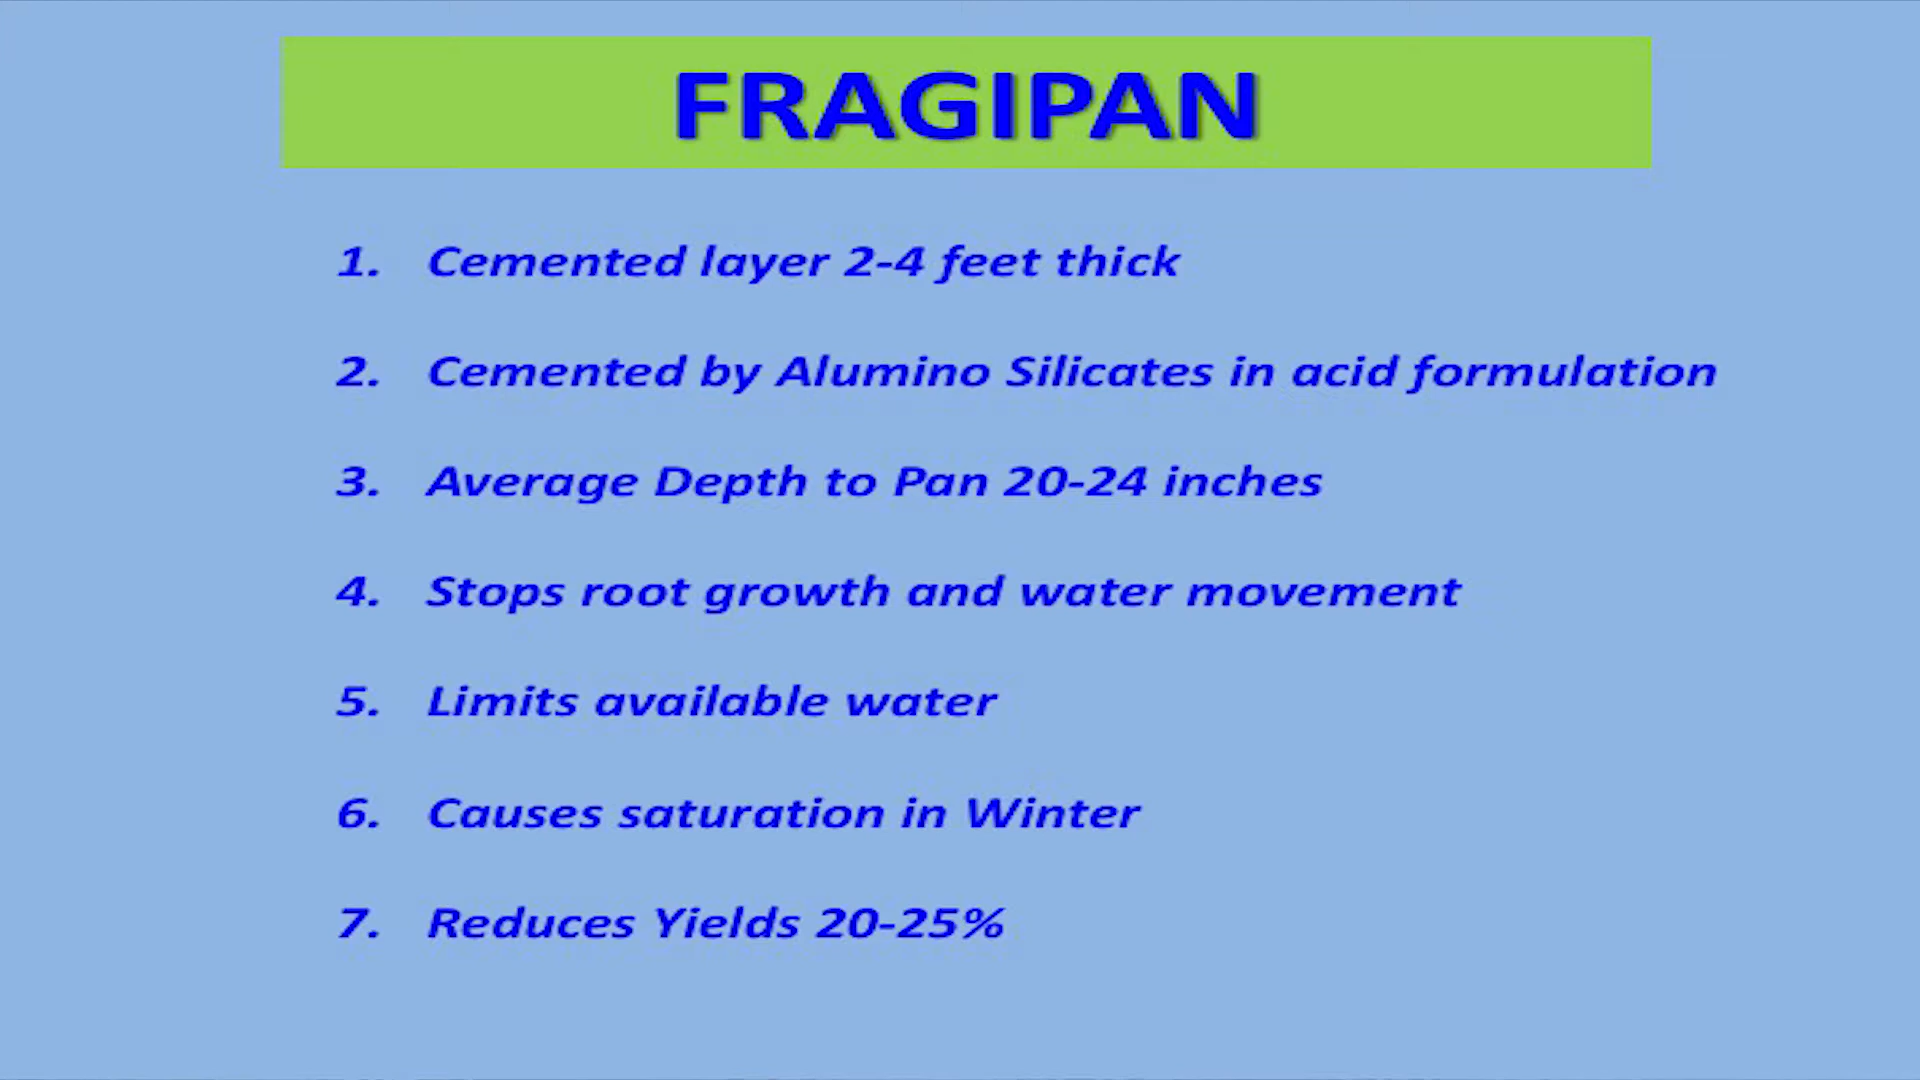 FRAGIPAN
1. Cemented layer 2-4 feet thick
2. Cemented by Alumino Silicates in acid formulation
3. Average Depth to Pan 20-24 inches
4. Stops root growth and water movement
5. Limits available water
6. Causes saturation in Winter
7. Reduces Yields 20-25%